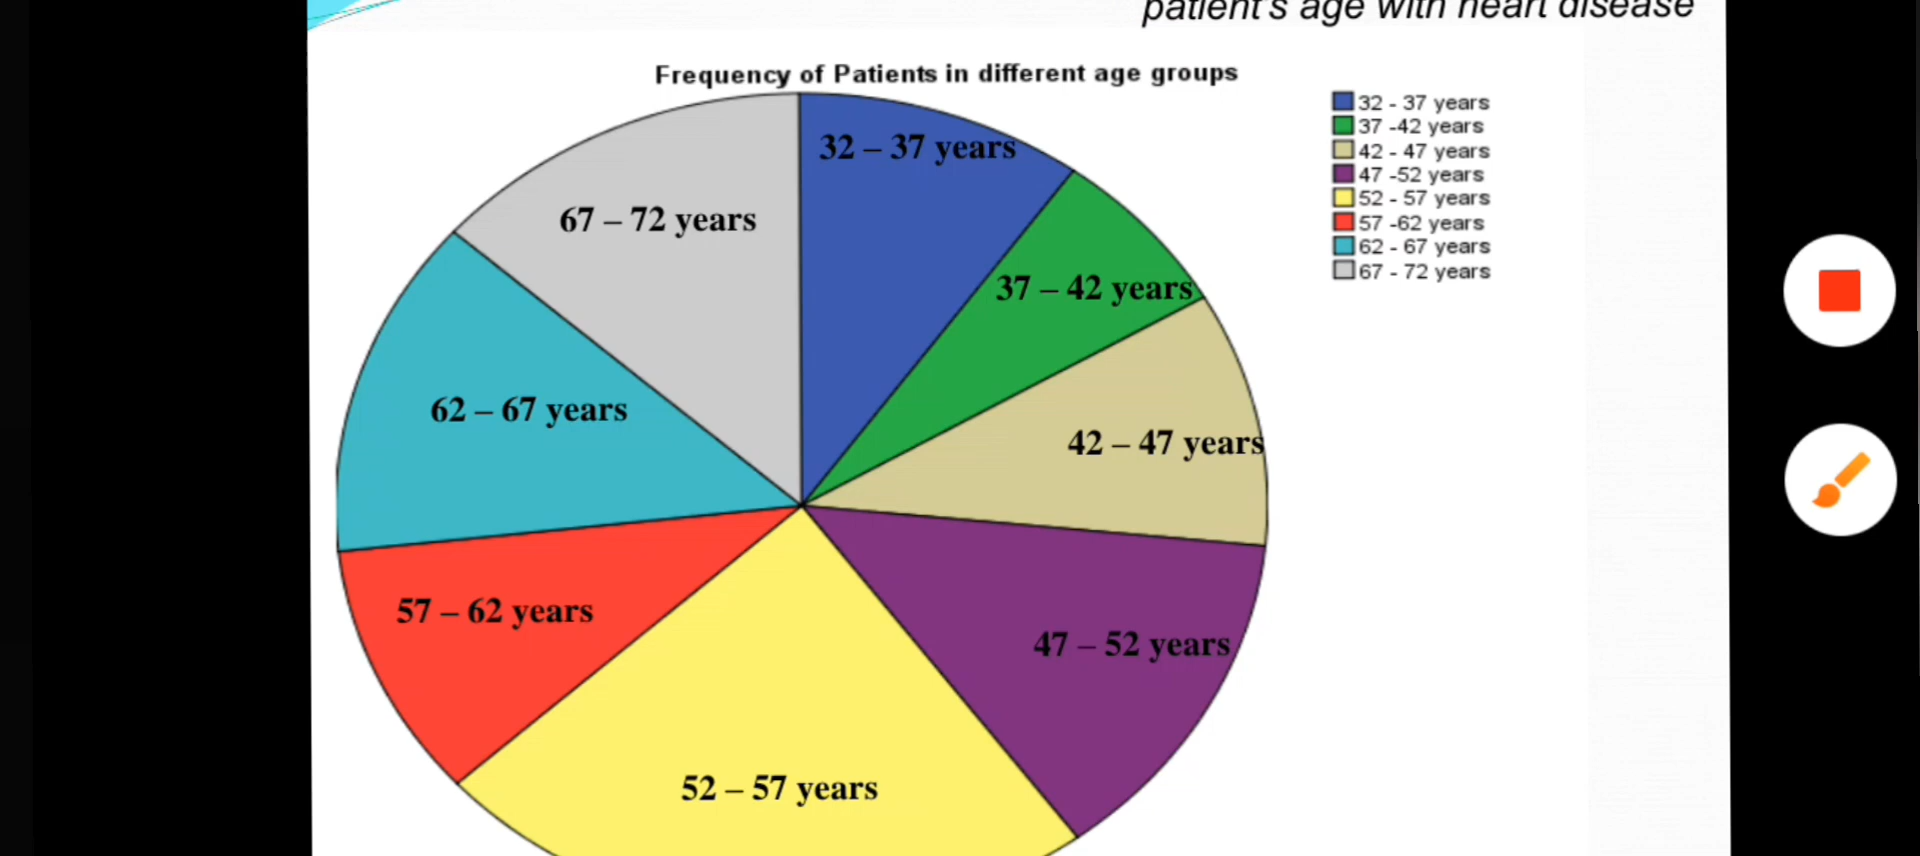 patient's age with heart disease
Frequency of Patients in different age groups
32 – 37 years
37 – 42 years
42 – 47 years
47 – 52 years
52 – 57 years
57 – 62 years
62 – 67 years
67 – 72 years
32 - 37 years
37 -42 years
42 - 47 years
47 -52 years
52 - 57 years
57 -62 years
62 - 67 years
67 - 72 years